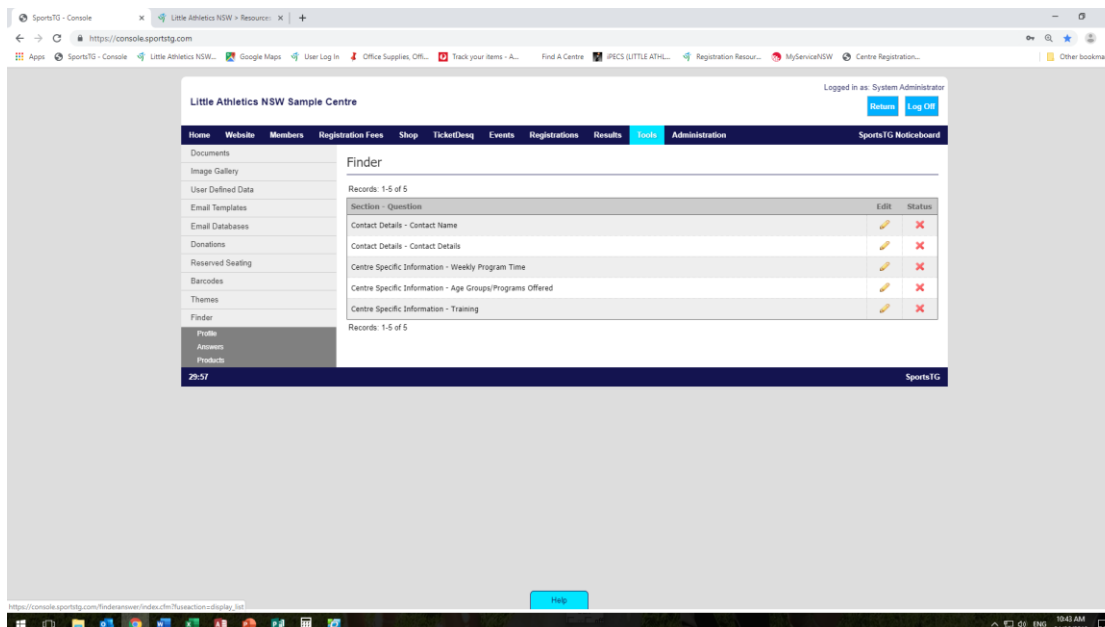 SportsTG - Console
Little Athletics NSW > Resources
https://console.sportstg.com
Apps SportsTG - Console Little Athletics NSW... Google Maps User Log In Office Supplies, Offi... Track your items - A... Find A Centre iPECS (LITTLE ATHL... Registration Resour... MyServiceNSW Centre Registration... Other bookma
Logged in as: System Administrator
Little Athletics NSW Sample Centre
Return Log Off
Home Website Members Registration Fees Shop TicketDesq Events Registrations Results Tools Administration SportsTG Noticeboard
Documents
Image Gallery
User Defined Data
Email Templates
Email Databases
Donations
Reserved Seating
Barcodes
Themes
Finder
Profile
Answers
Products
Finder
Records: 1-5 of 5
Section - Question Edit Status
Contact Details - Contact Name
Contact Details - Contact Details
Centre Specific Information - Weekly Program Time
Centre Specific Information - Age Groups/Programs Offered
Centre Specific Information - Training
Records: 1-5 of 5
29:57 SportsTG
Help
https://console.sportstg.com/finderanswer/index.cfm?fuseaction=display_list
ENG 10:43 AM